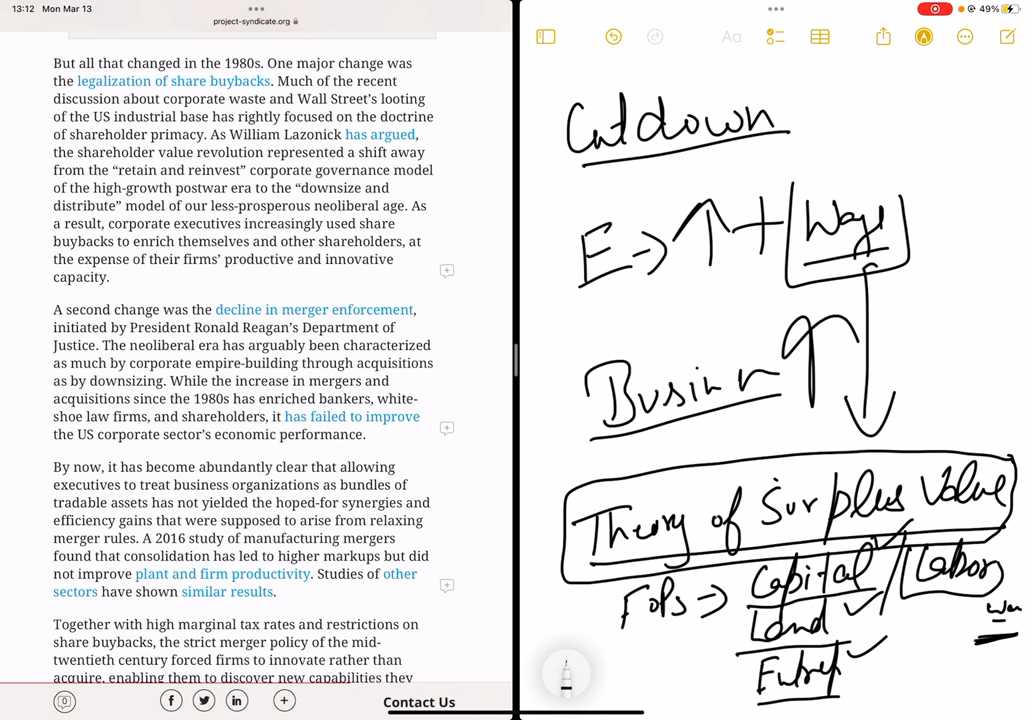 13:12 Mon Mar 13
project-syndicate.org
49%
But all that changed in the 1980s. One major change was
the legalization of share buybacks. Much of the recent
discussion about corporate waste and Wall Street's looting
of the US industrial base has rightly focused on the doctrine
of shareholder primacy. As William Lazonick has argued,
the shareholder value revolution represented a shift away
from the “retain and reinvest” corporate governance model
of the high-growth postwar era to the “downsize and
distribute” model of our less-prosperous neoliberal age. As
a result, corporate executives increasingly used share
buybacks to enrich themselves and other shareholders, at
the expense of their firms’ productive and innovative
capacity.
A second change was the decline in merger enforcement,
initiated by President Ronald Reagan’s Department of
Justice. The neoliberal era has arguably been characterized
as much by corporate empire-building through acquisitions
as by downsizing. While the increase in mergers and
acquisitions since the 1980s has enriched bankers, white-
shoe law firms, and shareholders, it has failed to improve
the US corporate sector’s economic performance.
By now, it has become abundantly clear that allowing
executives to treat business organizations as bundles of
tradable assets has not yielded the hoped-for synergies and
efficiency gains that were supposed to arise from relaxing
merger rules. A 2016 study of manufacturing mergers
found that consolidation has led to higher markups but did
not improve plant and firm productivity. Studies of other
sectors have shown similar results.
Together with high marginal tax rates and restrictions on
share buybacks, the strict merger policy of the mid-
twentieth century forced firms to innovate rather than
acquire, enabling them to discover new capabilities they
0
Contact Us
Aa
Cutdown
E => ↑ + Wage
Theory of Surplus Value
FoPs => Capital / Labor
Land